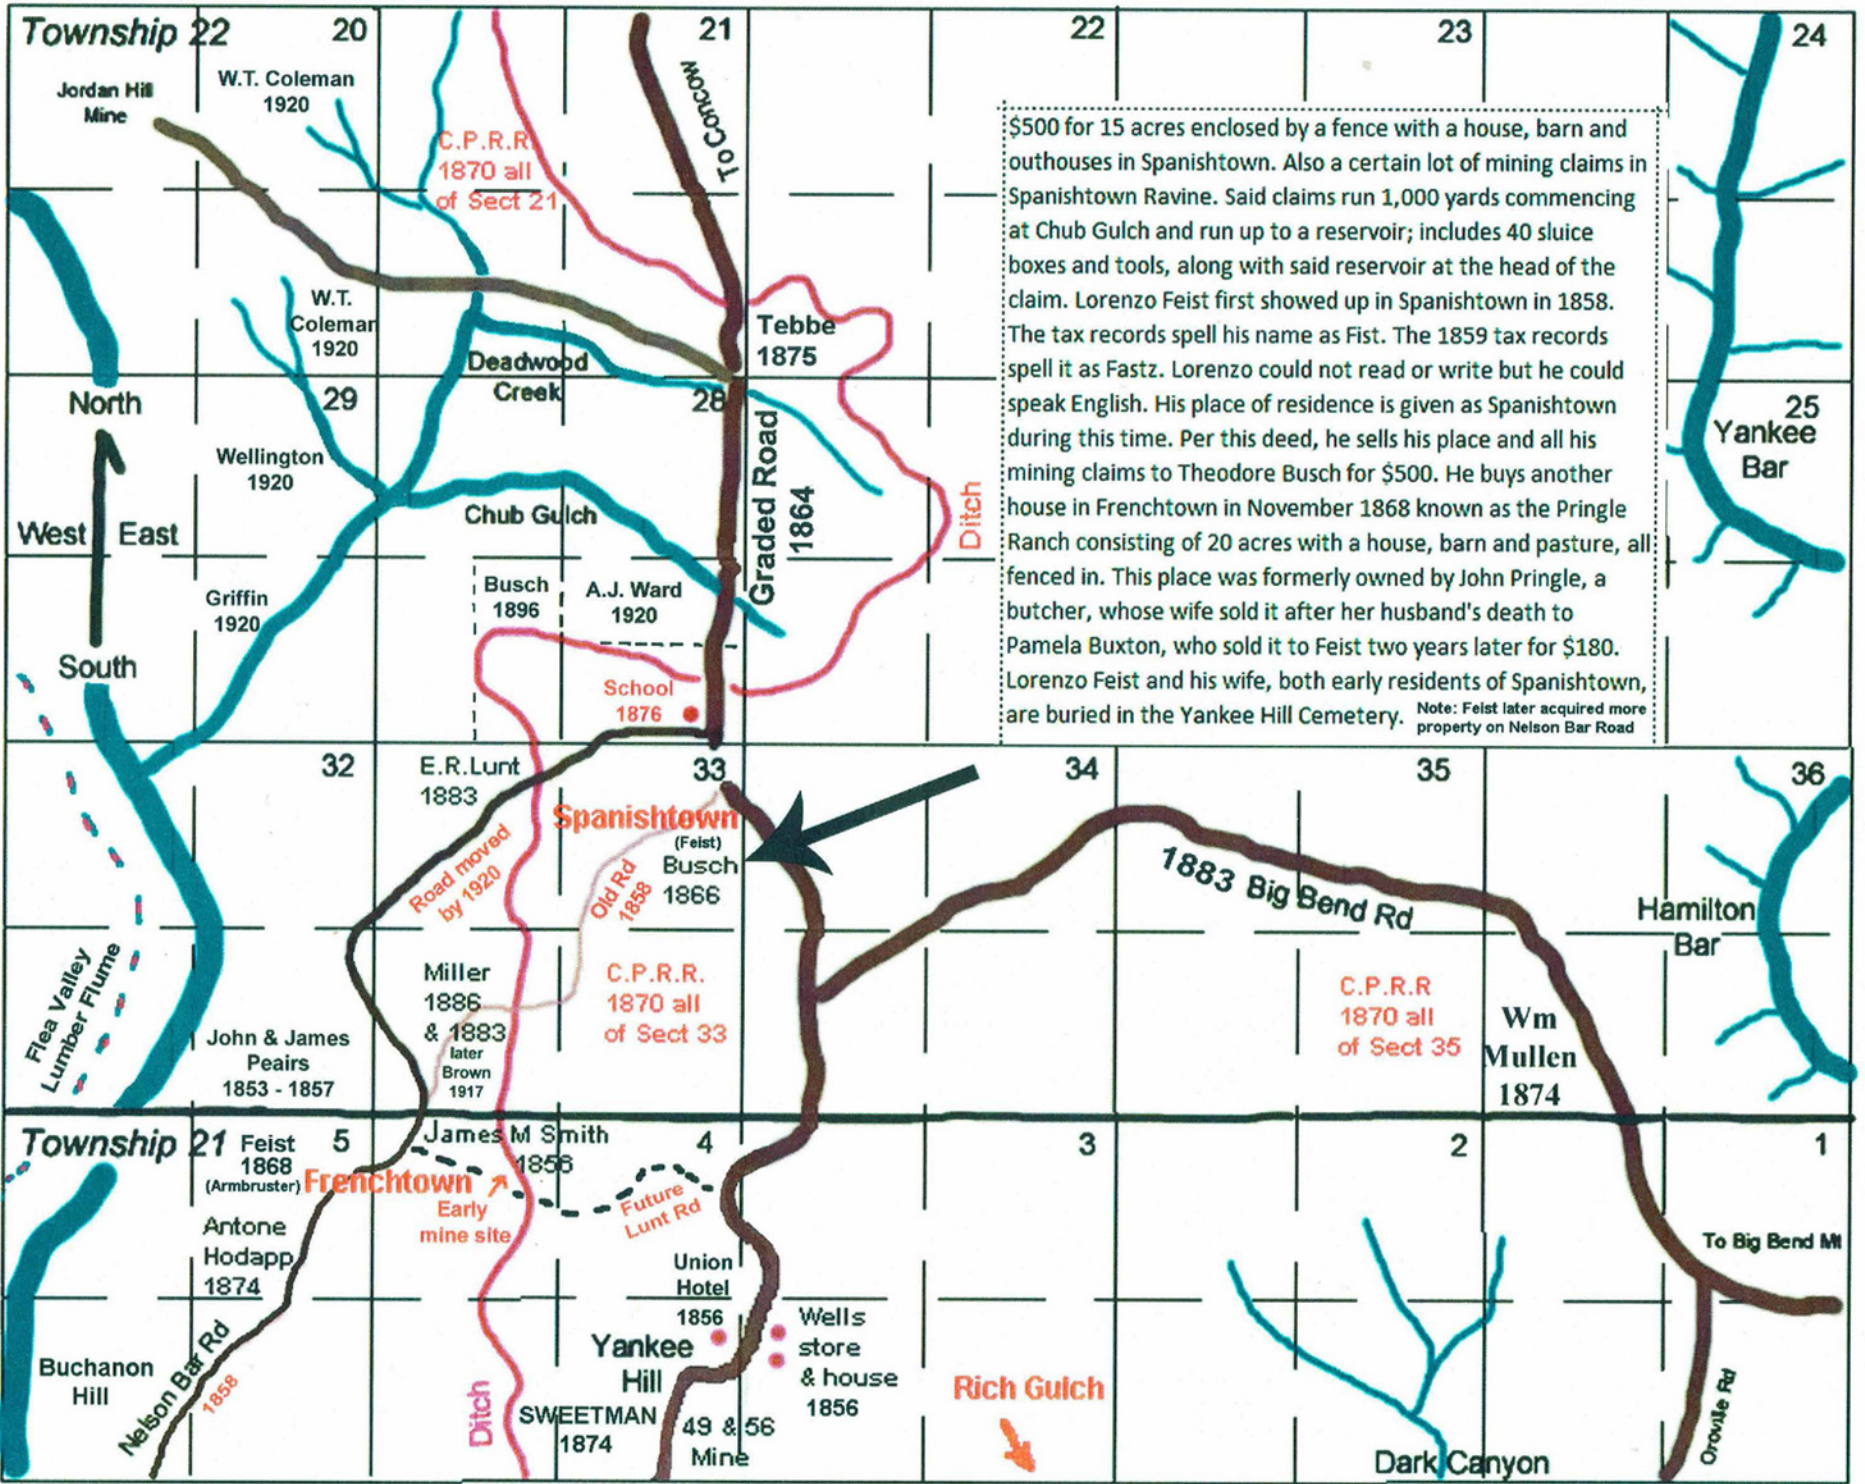 Township 22
20
21
22
23
24
Jordan Hill
Mine
W.T. Coleman
1920
C.P.R.R.
1870 all
of Sect 21
To Concow
$500 for 15 acres enclosed by a fence with a house, barn and
outhouses in Spanishtown. Also a certain lot of mining claims in
Spanishtown Ravine. Said claims run 1,000 yards commencing
at Chub Gulch and run up to a reservoir; includes 40 sluice
boxes and tools, along with said reservoir at the head of the
claim. Lorenzo Feist first showed up in Spanishtown in 1858.
The tax records spell his name as Fist. The 1859 tax records
spell it as Fastz. Lorenzo could not read or write but he could
speak English. His place of residence is given as Spanishtown
during this time. Per this deed, he sells his place and all his
mining claims to Theodore Busch for $500. He buys another
house in Frenchtown in November 1868 known as the Pringle
Ranch consisting of 20 acres with a house, barn and pasture, all
fenced in. This place was formerly owned by John Pringle, a
butcher, whose wife sold it after her husband's death to
Pamela Buxton, who sold it to Feist two years later for $180.
Lorenzo Feist and his wife, both early residents of Spanishtown,
are buried in the Yankee Hill Cemetery.
Note: Feist later acquired more
property on Nelson Bar Road
W.T.
Coleman
1920
Tebbe
1875
Deadwood
Creek
North
29
28
25
Yankee
Bar
Wellington
1920
Graded Road
1864
Ditch
West
East
Chub Gulch
Griffin
1920
Busch
1896
A.J. Ward
1920
South
School
1876
32
E.R.Lunt
1883
33
34
35
36
Spanishtown
(Feist)
Busch
1866
Road moved
by 1920
Old Rd
1858
1883 Big Bend Rd
Hamilton
Bar
Flea Valley
Lumber Flume
Miller
1886
& 1883
later
Brown
1917
C.P.R.R.
1870 all
of Sect 33
C.P.R.R
1870 all
of Sect 35
Wm
Mullen
1874
John & James
Peairs
1853 - 1857
Township 21
Feist
1868
(Armbruster)
5
James M Smith
1856
4
3
2
1
Frenchtown
Early
mine site
Future
Lunt Rd
Antone
Hodapp
1874
To Big Bend Mt
Union
Hotel
1856
Wells
store
& house
1856
Yankee
Hill
Buchanon
Hill
Nelson Bar Rd
1858
Ditch
SWEETMAN
1874
49 & 56
Mine
Rich Gulch
Dark Canyon
Oroville Rd